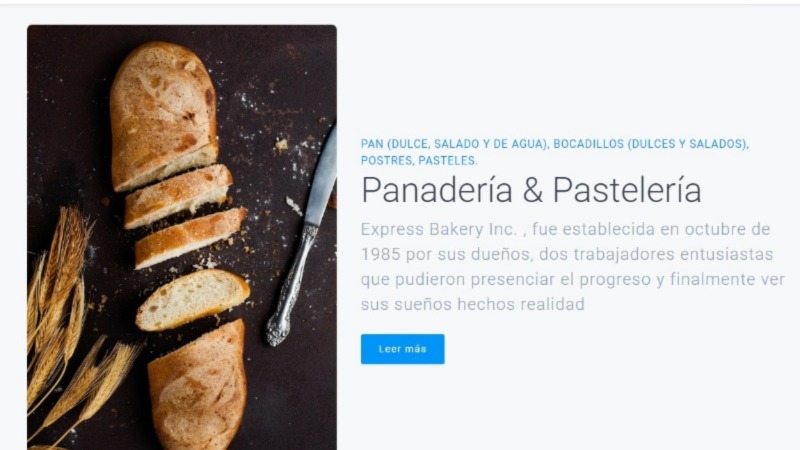 PAN (DULCE, SALADO Y DE AGUA), BOCADILLOS (DULCES Y SALADOS),
POSTRES, PASTELES.
Panadería & Pastelería
Express Bakery Inc. , fue establecida en octubre de
1985 por sus dueños, dos trabajadores entusiastas
que pudieron presenciar el progreso y finalmente ver
sus sueños hechos realidad
Leer más